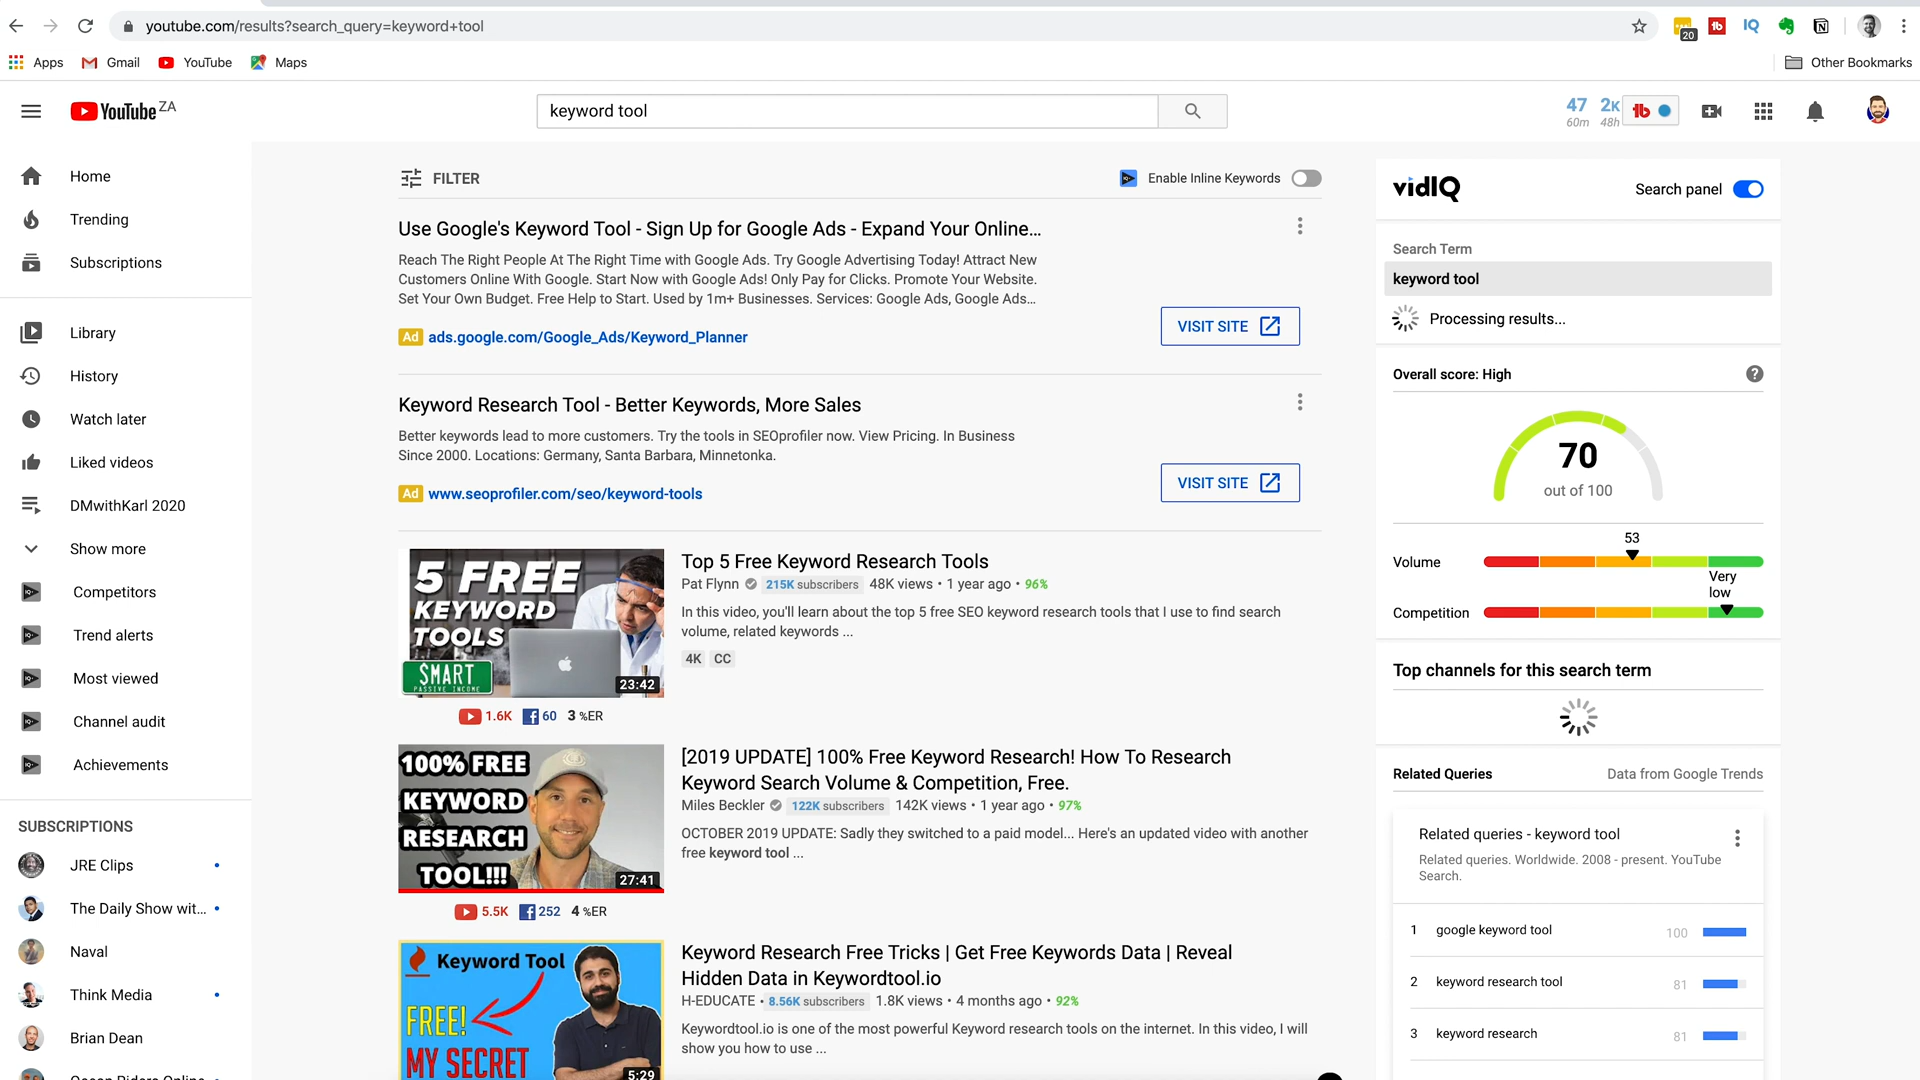 youtube.com/results?search_query=keyword+tool
20
tb
IQ
Apps
Gmail
YouTube
Maps
Other Bookmarks
YouTube ZA
keyword tool
47
60m
2K
48h
tb
Home
Trending
Subscriptions
Library
History
Watch later
Liked videos
DMwithKarl 2020
Show more
Competitors
Trend alerts
Most viewed
Channel audit
Achievements
SUBSCRIPTIONS
JRE Clips
The Daily Show wit...
Naval
Think Media
Brian Dean
FILTER
Enable Inline Keywords
Use Google's Keyword Tool - Sign Up for Google Ads - Expand Your Online...
Reach The Right People At The Right Time with Google Ads. Try Google Advertising Today! Attract New
Customers Online With Google. Start Now with Google Ads! Only Pay for Clicks. Promote Your Website.
Set Your Own Budget. Free Help to Start. Used by 1m+ Businesses. Services: Google Ads, Google Ads...
Ad ads.google.com/Google_Ads/Keyword_Planner
VISIT SITE
Keyword Research Tool - Better Keywords, More Sales
Better keywords lead to more customers. Try the tools in SEOprofiler now. View Pricing. In Business
Since 2000. Locations: Germany, Santa Barbara, Minnetonka.
Ad www.seoprofiler.com/seo/keyword-tools
VISIT SITE
5 FREE
KEYWORD
TOOLS
SMART
PASSIVE INCOME
23:42
1.6K 60 3 %ER
Top 5 Free Keyword Research Tools
Pat Flynn 215K subscribers 48K views • 1 year ago • 96%
In this video, you'll learn about the top 5 free SEO keyword research tools that I use to find search
volume, related keywords ...
4K CC
100% FREE
KEYWORD
RESEARCH
TOOL!!!
27:41
5.5K 252 4 %ER
[2019 UPDATE] 100% Free Keyword Research! How To Research
Keyword Search Volume & Competition, Free.
Miles Beckler 122K subscribers 142K views • 1 year ago • 97%
OCTOBER 2019 UPDATE: Sadly they switched to a paid model... Here's an updated video with another
free keyword tool ...
Keyword Tool
FREE!
MY SECRET
5:29
Keyword Research Free Tricks | Get Free Keywords Data | Reveal
Hidden Data in Keywordtool.io
H-EDUCATE • 8.56K subscribers 1.8K views • 4 months ago • 92%
Keywordtool.io is one of the most powerful Keyword research tools on the internet. In this video, I will
show you how to use ...
vidIQ
Search panel
Search Term
keyword tool
Processing results...
Overall score: High
?
70
out of 100
53
Volume
Very
low
Competition
Top channels for this search term
Related Queries
Data from Google Trends
Related queries - keyword tool
Related queries. Worldwide. 2008 - present. YouTube
Search.
1 google keyword tool 100
2 keyword research tool 81
3 keyword research 81